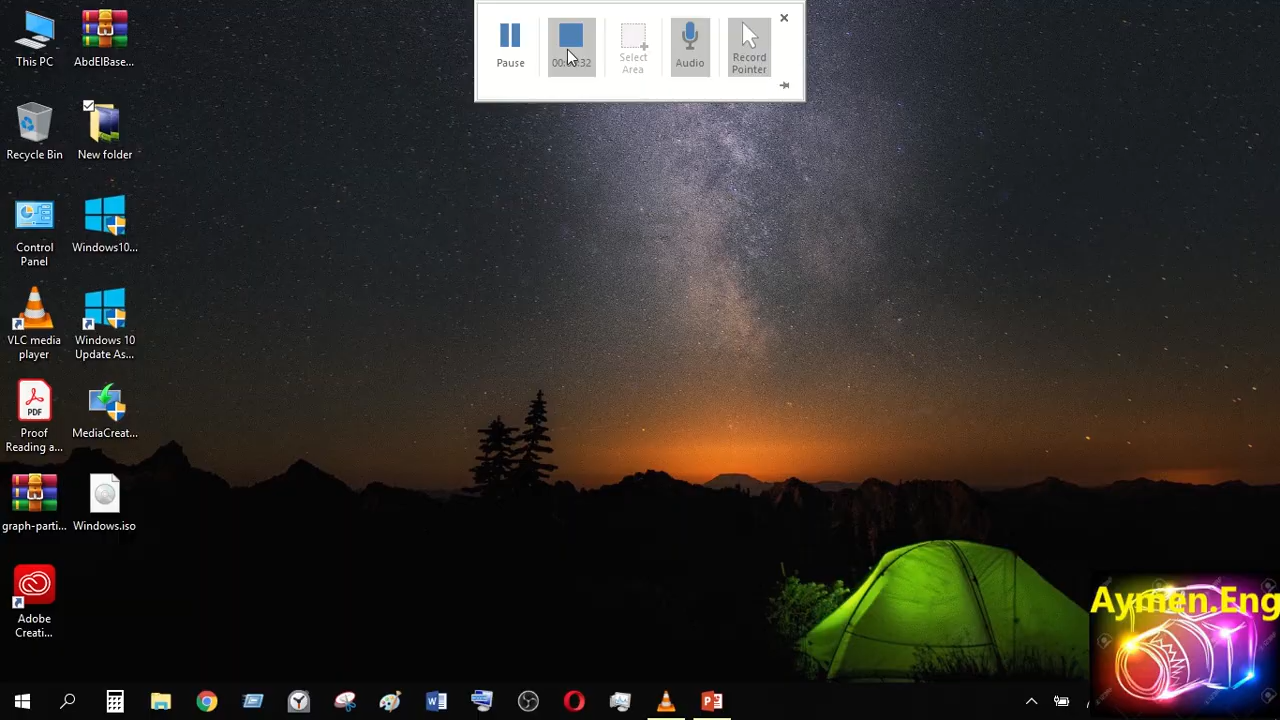 Pause
Select
Area
Audio
Record
Pointer
This PC
AbdElBase...
Recycle Bin
New folder
Control
Panel
Windows10...
VLC media
player
Windows 10
Update As...
PDF
Proof
Reading a...
MediaCreat...
graph-parti...
Windows.iso
Adobe
Creati...
Aymen.Eng